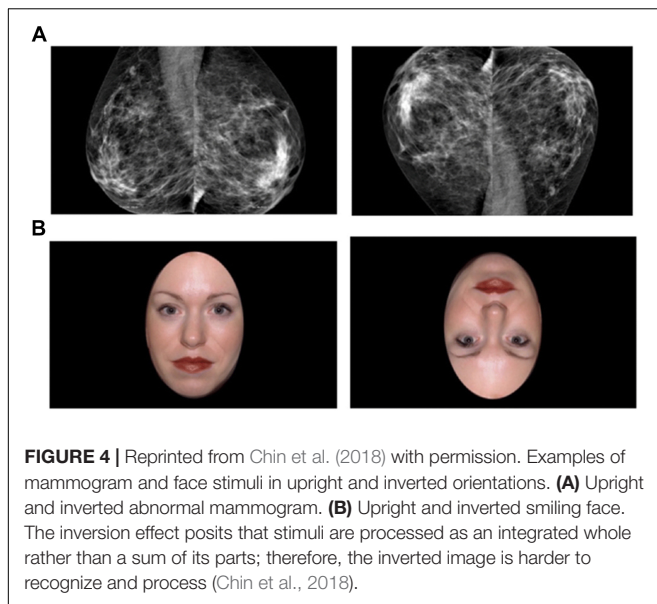 A
B
FIGURE 4 | Reprinted from Chin et al. (2018) with permission. Examples of
mammogram and face stimuli in upright and inverted orientations. (A) Upright
and inverted abnormal mammogram. (B) Upright and inverted smiling face.
The inversion effect posits that stimuli are processed as an integrated whole
rather than a sum of its parts; therefore, the inverted image is harder to
recognize and process (Chin et al., 2018).